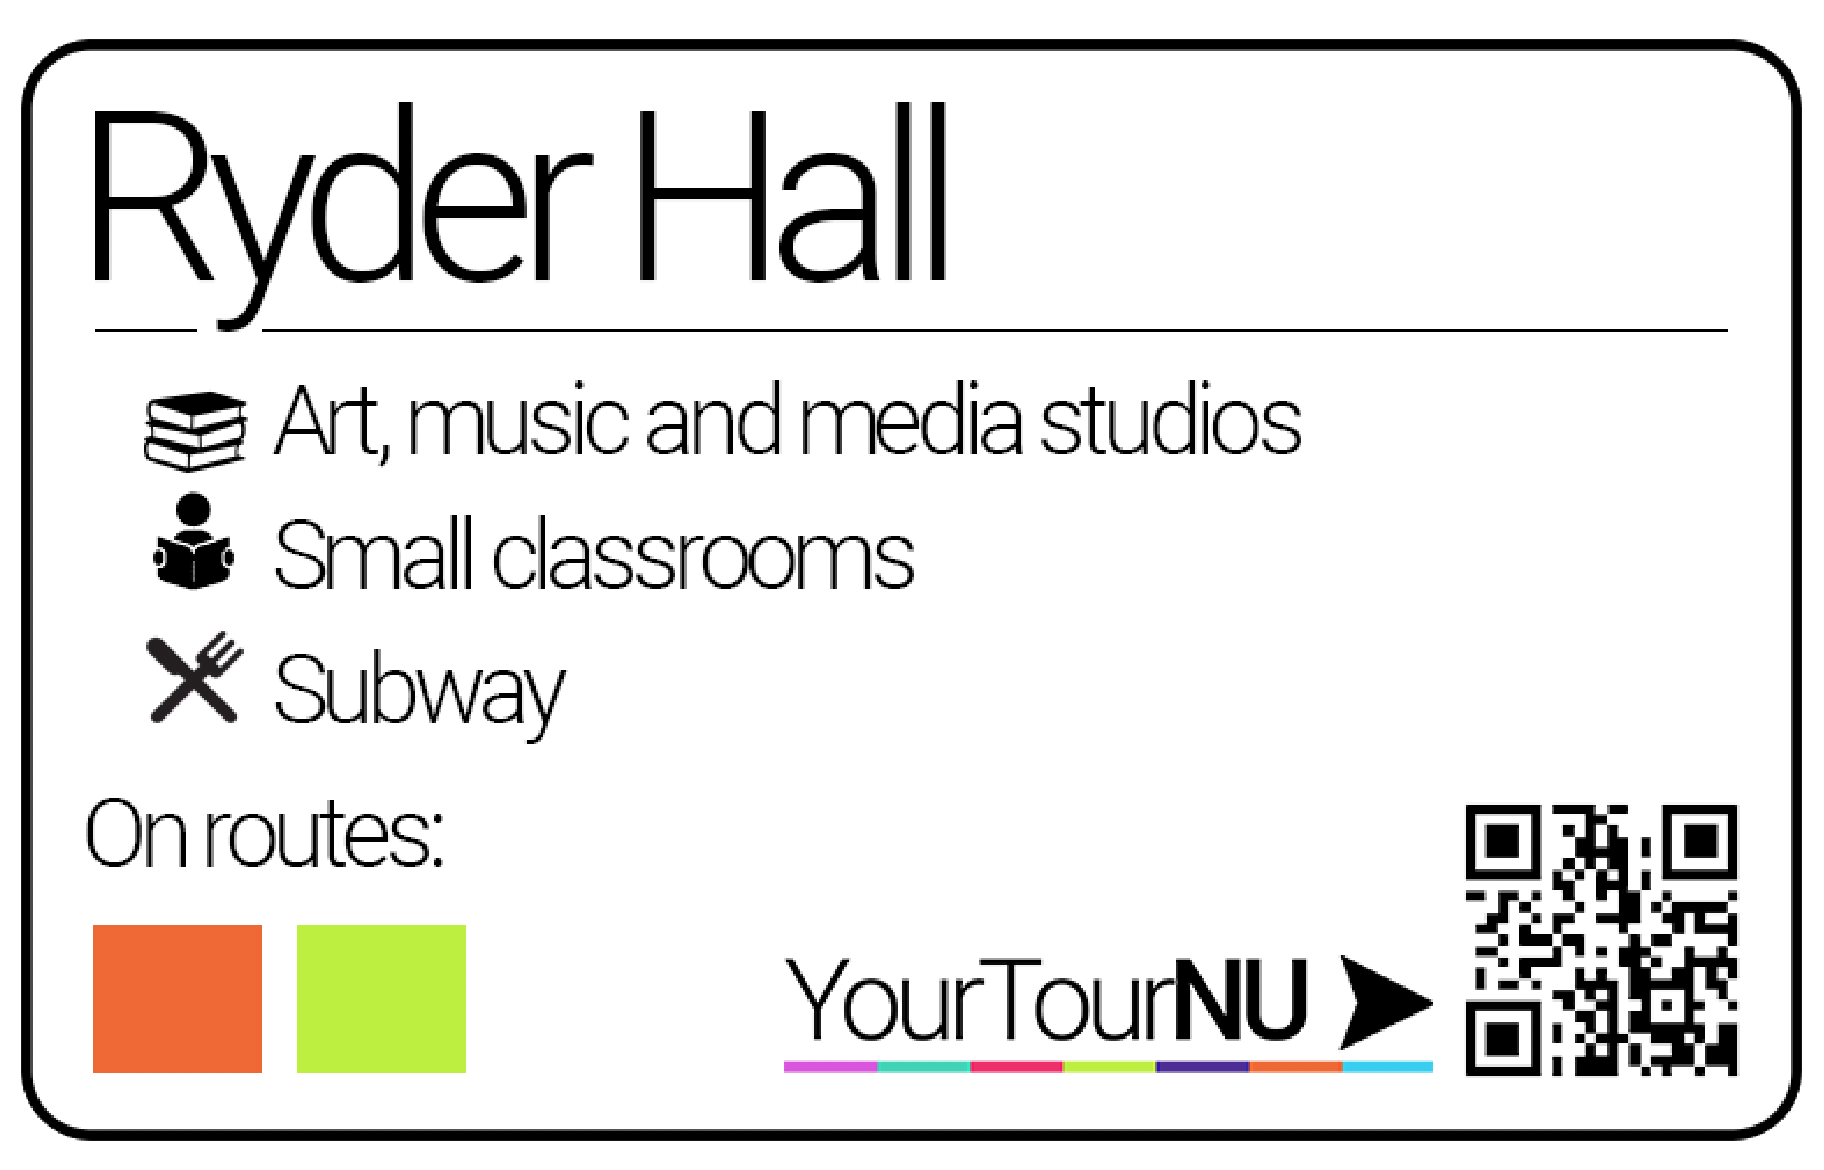 Ryder Hall
Art, music and media studios
Small classrooms
Subway
On routes:
YourTourNU